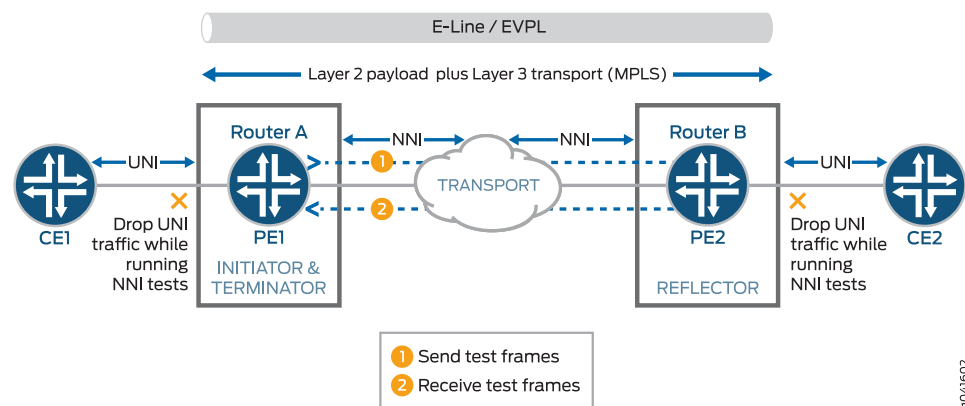 E-Line / EVPL
Layer 2 payload plus Layer 3 transport (MPLS)
Router A
NNI
NNI
Router B
UNI
1
UNI
TRANSPORT
2
CE1
Drop UNI
traffic while
running
NNI tests
PE1
INITIATOR &
TERMINATOR
PE2
REFLECTOR
Drop UNI
traffic while
running
NNI tests
CE2
1 Send test frames
2 Receive test frames
g041602